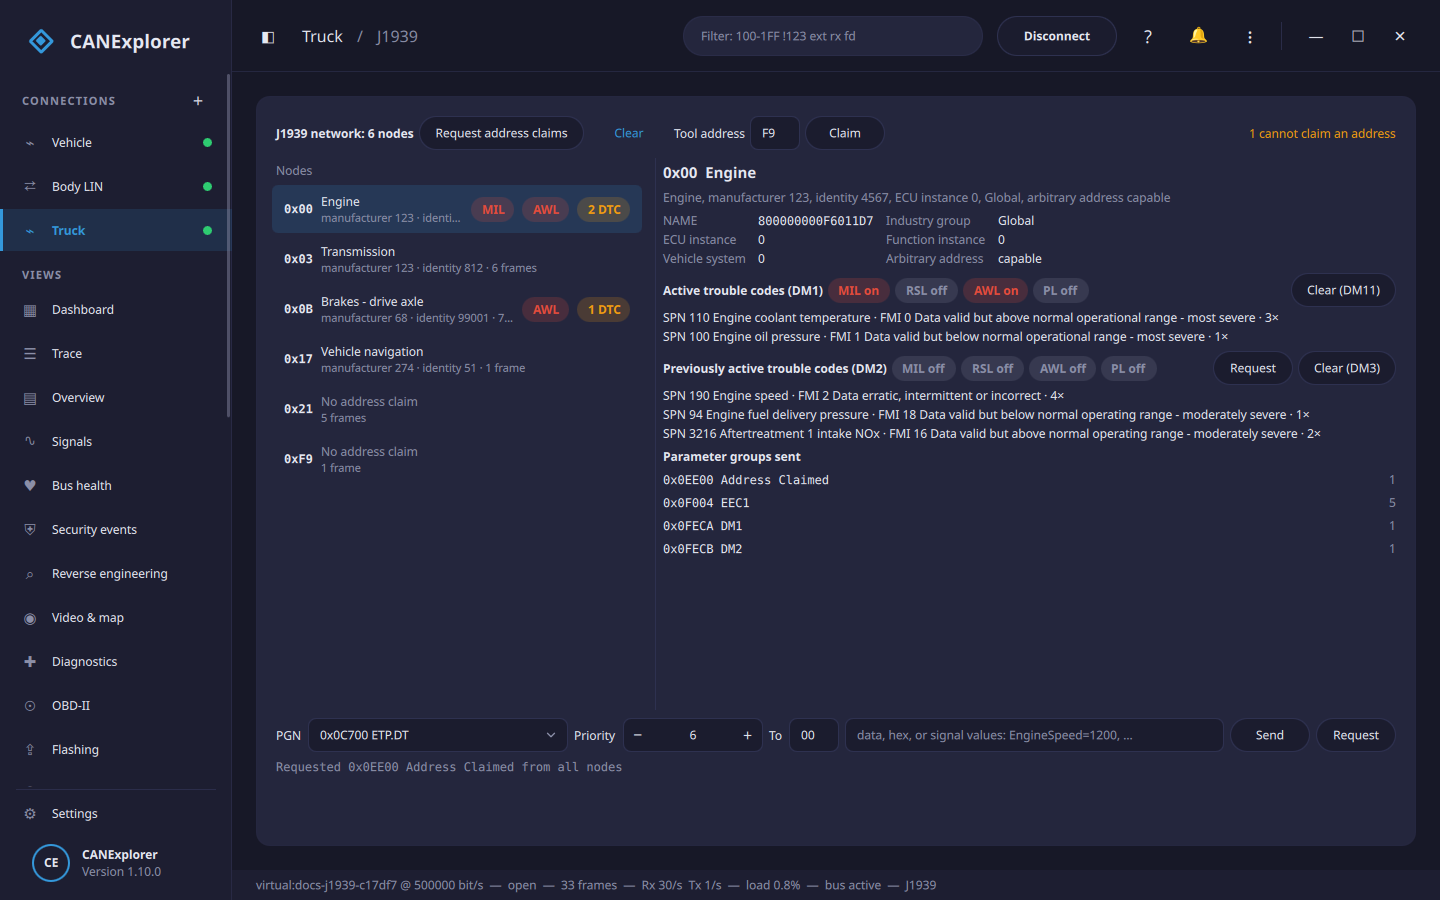 CANExplorer
Truck / J1939
Filter: 100-1FF !123 ext rx fd
Disconnect
?
CONNECTIONS +
Vehicle
Body LIN
Truck
VIEWS
Dashboard
Trace
Overview
Signals
Bus health
Security events
Reverse engineering
Video & map
Diagnostics
OBD-II
Flashing
Settings
CE
CANExplorer
Version 1.10.0
J1939 network: 6 nodes
Request address claims
Clear
Tool address
F9
Claim
1 cannot claim an address
Nodes
0x00 Engine MIL AWL 2 DTC
manufacturer 123 · identi...
0x03 Transmission
manufacturer 123 · identity 812 · 6 frames
0x0B Brakes - drive axle AWL 1 DTC
manufacturer 68 · identity 99001 · 7...
0x17 Vehicle navigation
manufacturer 274 · identity 51 · 1 frame
0x21 No address claim
5 frames
0xF9 No address claim
1 frame
0x00 Engine
Engine, manufacturer 123, identity 4567, ECU instance 0, Global, arbitrary address capable
NAME 800000000F6011D7 Industry group Global
ECU instance 0 Function instance 0
Vehicle system 0 Arbitrary address capable
Active trouble codes (DM1) MIL on RSL off AWL on PL off Clear (DM11)
SPN 110 Engine coolant temperature · FMI 0 Data valid but above normal operational range - most severe · 3×
SPN 100 Engine oil pressure · FMI 1 Data valid but below normal operational range - most severe · 1×
Previously active trouble codes (DM2) MIL off RSL off AWL off PL off Request Clear (DM3)
SPN 190 Engine speed · FMI 2 Data erratic, intermittent or incorrect · 4×
SPN 94 Engine fuel delivery pressure · FMI 18 Data valid but below normal operating range - moderately severe · 1×
SPN 3216 Aftertreatment 1 intake NOx · FMI 16 Data valid but above normal operating range - moderately severe · 2×
Parameter groups sent
0x0EE00 Address Claimed 1
0x0F004 EEC1 5
0x0FECA DM1 1
0x0FECB DM2 1
PGN 0x0C700 ETP.DT Priority − 6 + To 00 data, hex, or signal values: EngineSpeed=1200, ... Send Request
Requested 0x0EE00 Address Claimed from all nodes
virtual:docs-j1939-c17df7 @ 500000 bit/s — open — 33 frames — Rx 30/s Tx 1/s — load 0.8% — bus active — J1939